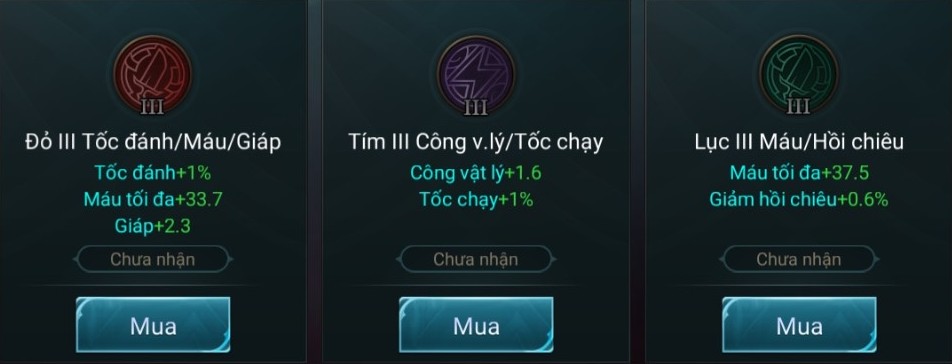 III
Đỏ III Tốc đánh/Máu/Giáp
Tốc đánh+1%
Máu tối đa+33.7
Giáp+2.3
Chưa nhận
Mua
III
Tím III Công v.lý/Tốc chạy
Công vật lý+1.6
Tốc chạy+1%
Chưa nhận
Mua
III
Lục III Máu/Hồi chiêu
Máu tối đa+37.5
Giảm hồi chiêu+0.6%
Chưa nhận
Mua